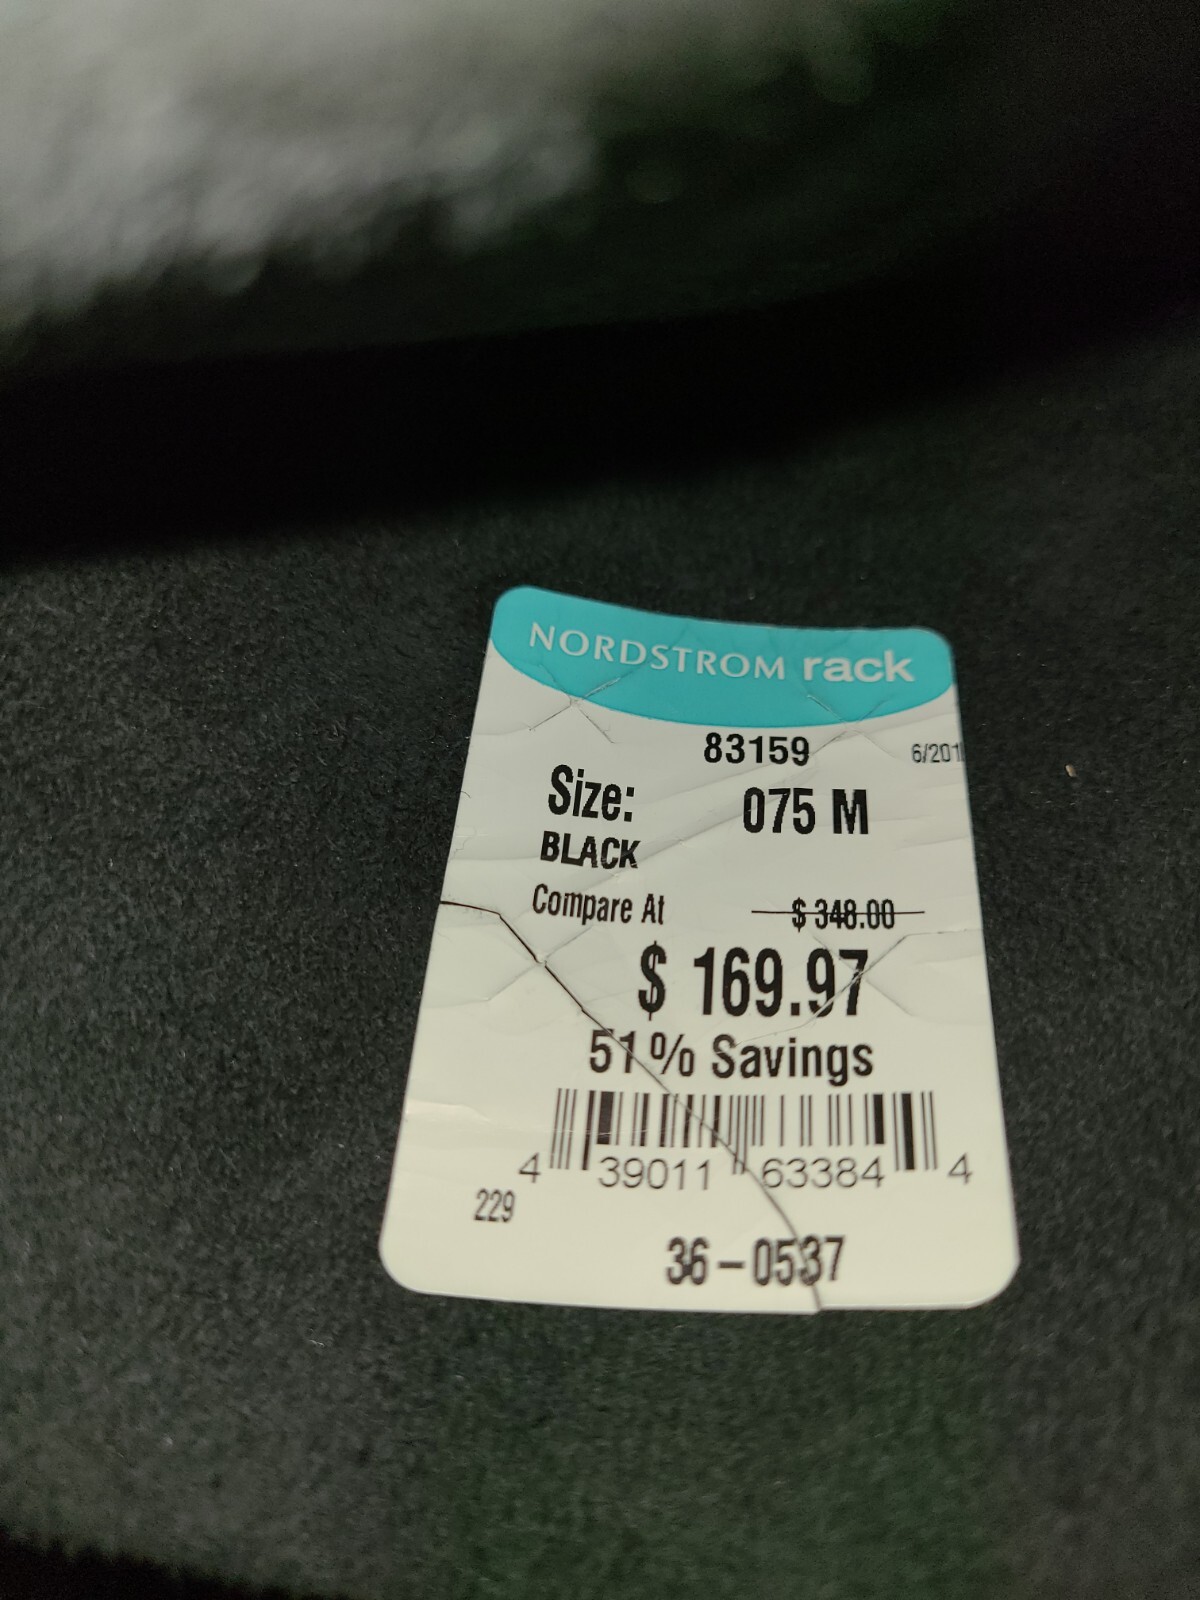 NORDSTROM rack
83159
Size: 075 M
BLACK
Compare At $ 348.00
$ 169.97
51% Savings
4 39011 63384 4
229
36-0537